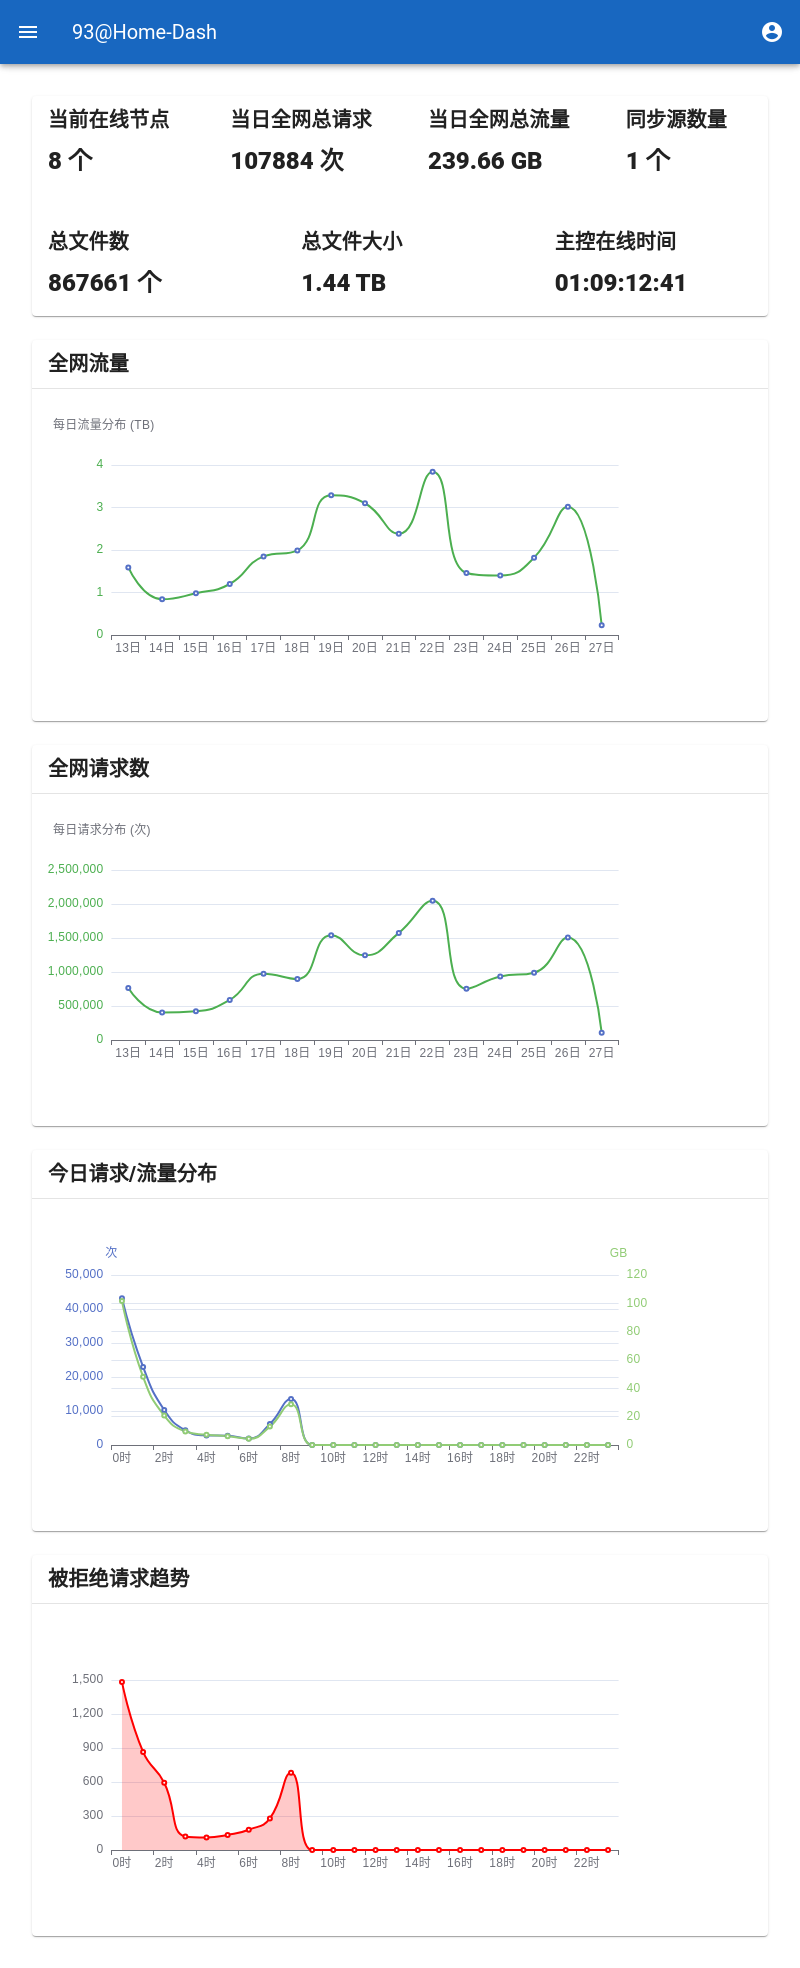 93@Home-Dash
当前在线节点 当日全网总请求 当日全网总流量 同步源数量
8 个 107884 次 239.66 GB 1 个
总文件数 总文件大小 主控在线时间
867661 个 1.44 TB 01:09:12:41
全网流量
每日流量分布 (TB)
4
3
2
1
0
13日 14日 15日 16日 17日 18日 19日 20日 21日 22日 23日 24日 25日 26日 27日
全网请求数
每日请求分布 (次)
2,500,000
2,000,000
1,500,000
1,000,000
500,000
0
13日 14日 15日 16日 17日 18日 19日 20日 21日 22日 23日 24日 25日 26日 27日
今日请求/流量分布
次 GB
50,000 120
40,000 100
30,000 80
20,000 60
10,000 40
0 20
0
0时 2时 4时 6时 8时 10时 12时 14时 16时 18时 20时 22时
被拒绝请求趋势
1,500
1,200
900
600
300
0
0时 2时 4时 6时 8时 10时 12时 14时 16时 18时 20时 22时